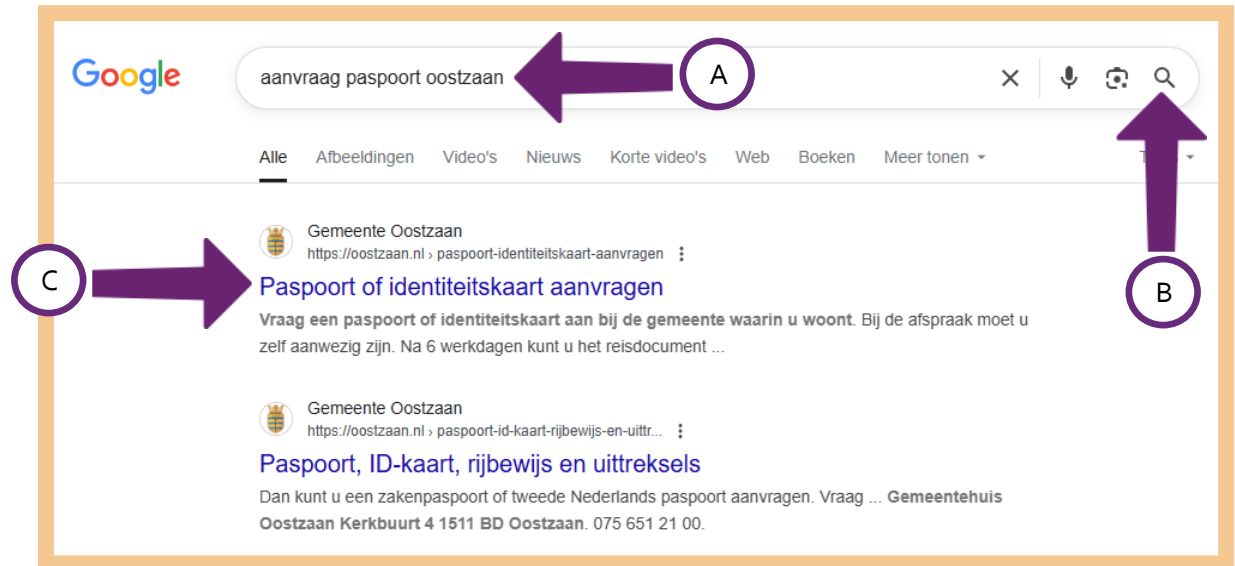 Google
aanvraag paspoort oostzaan
A
Alle Afbeeldingen Video's Nieuws Korte video's Web Boeken Meer tonen
C
Gemeente Oostzaan
https://oostzaan.nl › paspoort-identiteitskaart-aanvragen
Paspoort of identiteitskaart aanvragen
Vraag een paspoort of identiteitskaart aan bij de gemeente waarin u woont. Bij de afspraak moet u
zelf aanwezig zijn. Na 6 werkdagen kunt u het reisdocument ...
B
Gemeente Oostzaan
https://oostzaan.nl › paspoort-id-kaart-rijbewijs-en-uittr...
Paspoort, ID-kaart, rijbewijs en uittreksels
Dan kunt u een zakenpaspoort of tweede Nederlands paspoort aanvragen. Vraag ... Gemeentehuis
Oostzaan Kerkbuurt 4 1511 BD Oostzaan. 075 651 21 00.